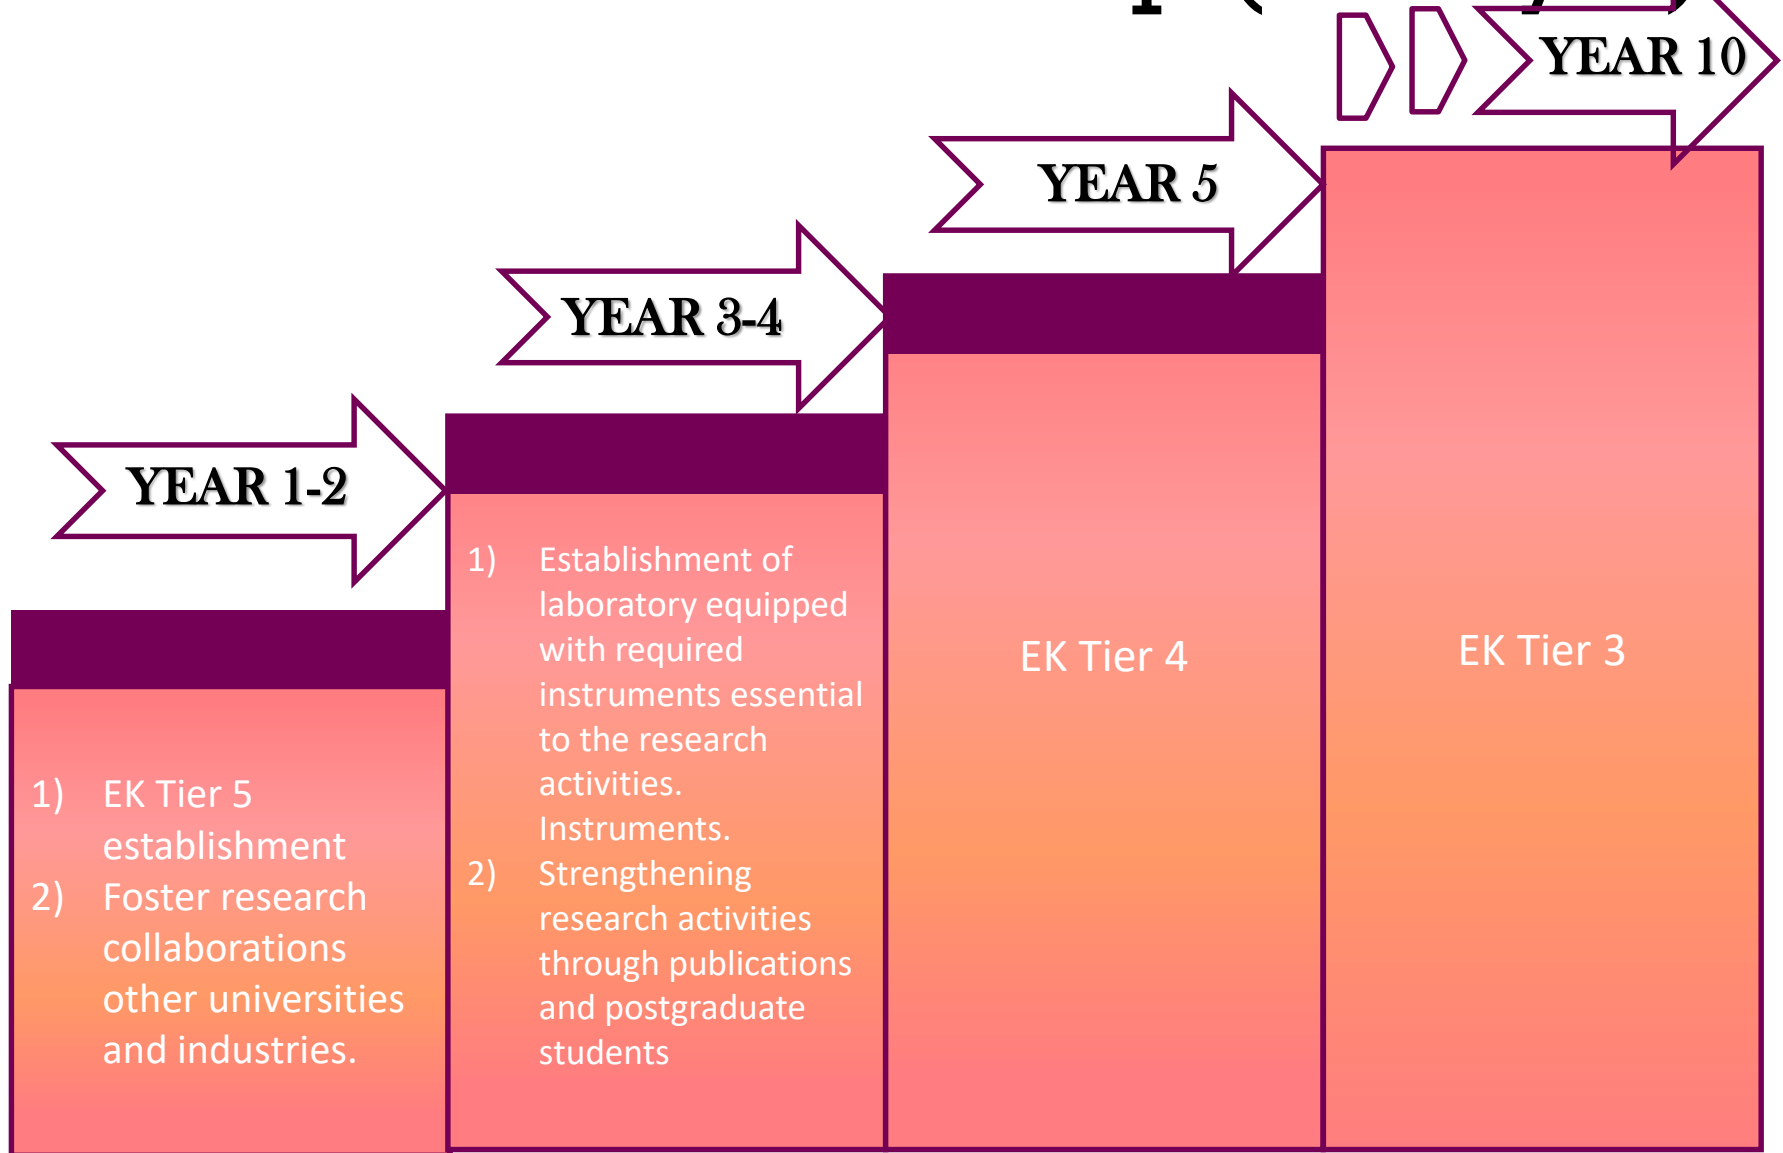 YEAR 10
YEAR 5
YEAR 3-4
YEAR 1-2
1) EK Tier 5
establishment
2) Foster research
collaborations
other universities
and industries.
1) Establishment of
laboratory equipped
with required
instruments essential
to the research
activities.
Instruments.
2) Strengthening
research activities
through publications
and postgraduate
students
EK Tier 4
EK Tier 3